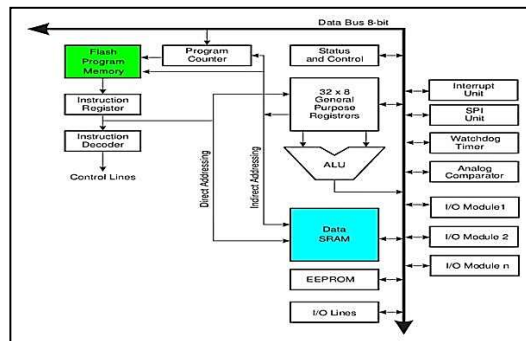 Data Bus 8-bit
Flash
Program
Memory
Program
Counter
Status
and Control
Instruction
Register
32 x 8
General
Purpose
Registrers
Interrupt
Unit
SPI
Unit
Instruction
Decoder
Watchdog
Timer
ALU
Analog
Comparator
Control Lines
Direct Addressing
Indirect Addressing
I/O Module1
Data
SRAM
I/O Module 2
I/O Module n
EEPROM
I/O Lines